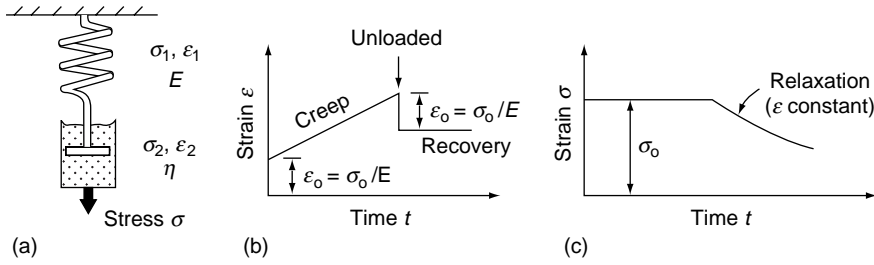 σ₁, ε₁
E
σ₂, ε₂
η
Stress σ
(a)
Unloaded
Strain ε
Creep
εₒ = σₒ/E
Recovery
εₒ = σₒ/E
Time t
(b)
Strain σ
Relaxation
(ε constant)
σₒ
Time t
(c)